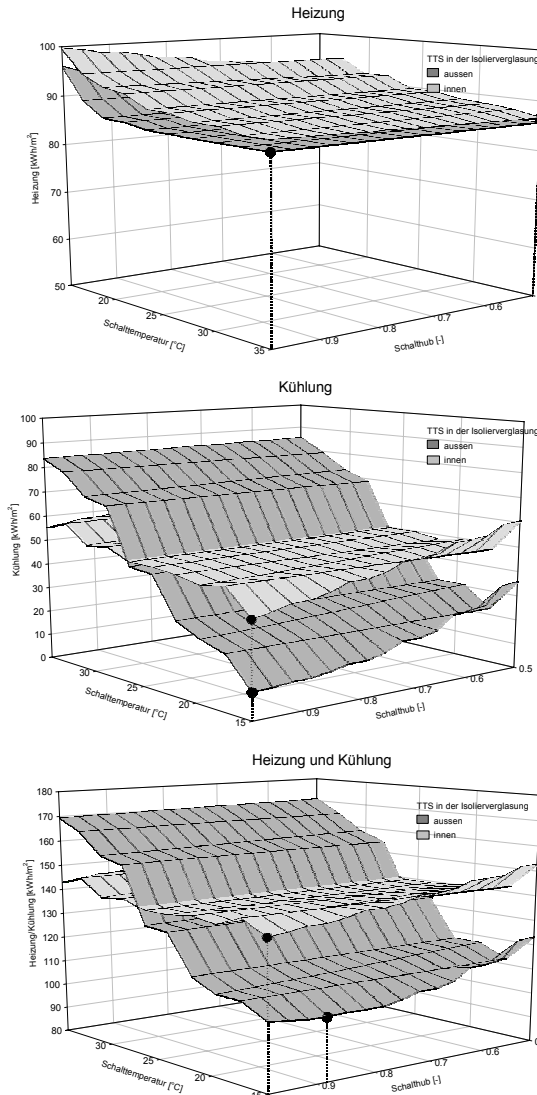 Heizung
100
90
80
70
60
50
Heizung [kWh/m²]
TTS in der Isolierverglasung
aussen
innen
20
25
30
35
Schalttemperatur [°C]
0.9
0.8
0.7
0.6
Schalthub [-]
Kühlung
100
90
80
70
60
50
40
30
20
10
0
Kühlung [kWh/m²]
TTS in der Isolierverglasung
aussen
innen
30
25
20
15
Schalttemperatur [°C]
0.9
0.8
0.7
0.6
0.5
Schalthub [-]
Heizung und Kühlung
180
170
160
150
140
130
120
110
100
90
80
Heizung/Kühlung [kWh/m²]
TTS in der Isolierverglasung
aussen
innen
30
25
20
15
Schalttemperatur [°C]
0.9
0.8
0.7
0.6
Schalthub [-]